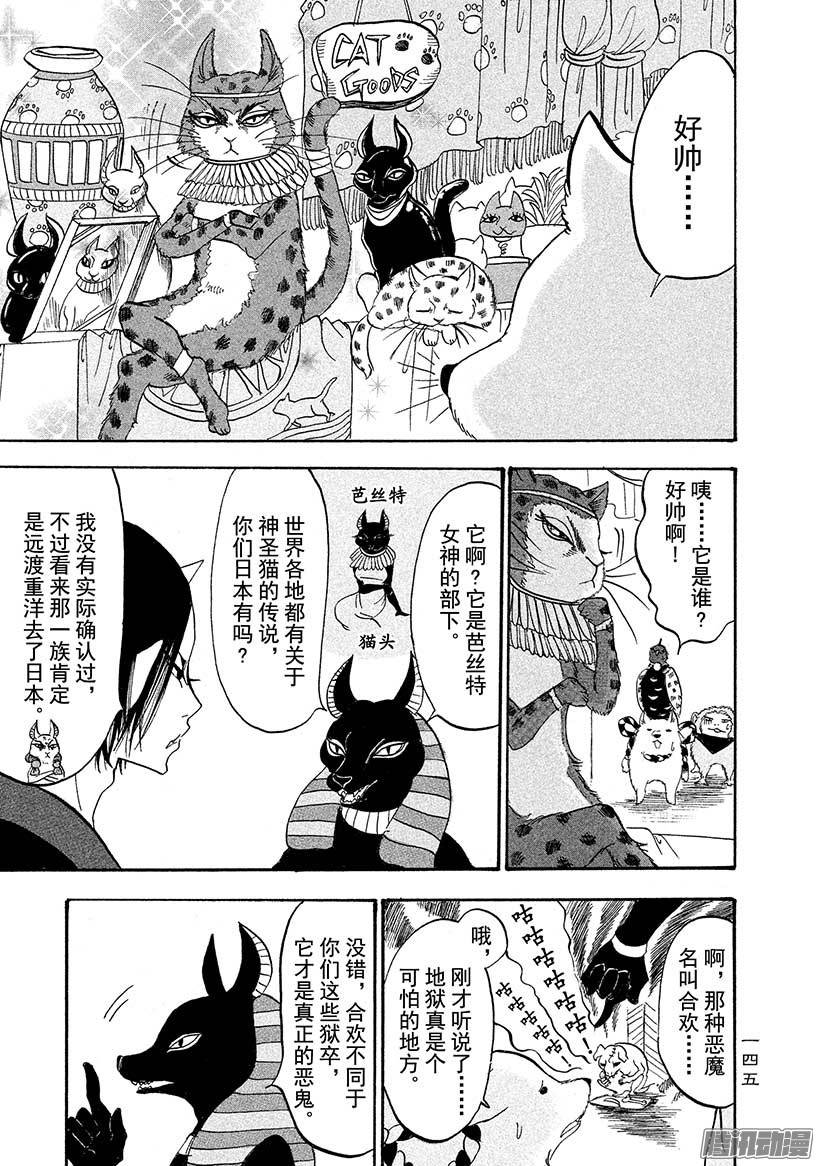 CAT
GOODS
好帅……
咦……它是谁？
好帅啊！
它啊？它是芭丝特
女神的部下。
芭丝特
猫头
世界各地都有关于
神圣猫的传说，
你们日本有吗？
我没有实际确认过，
不过看来那一族肯定
是远渡重洋去了日本。
啊，那种恶魔
名叫合欢……
咕咕咕咕咕！
咕咕咕咕咕！
哦，
刚才听说了……
地狱真是个
可怕的地方。
没错，合欢不同于
你们这些狱卒，
它才是真正的恶鬼。
一四五
腾讯动漫